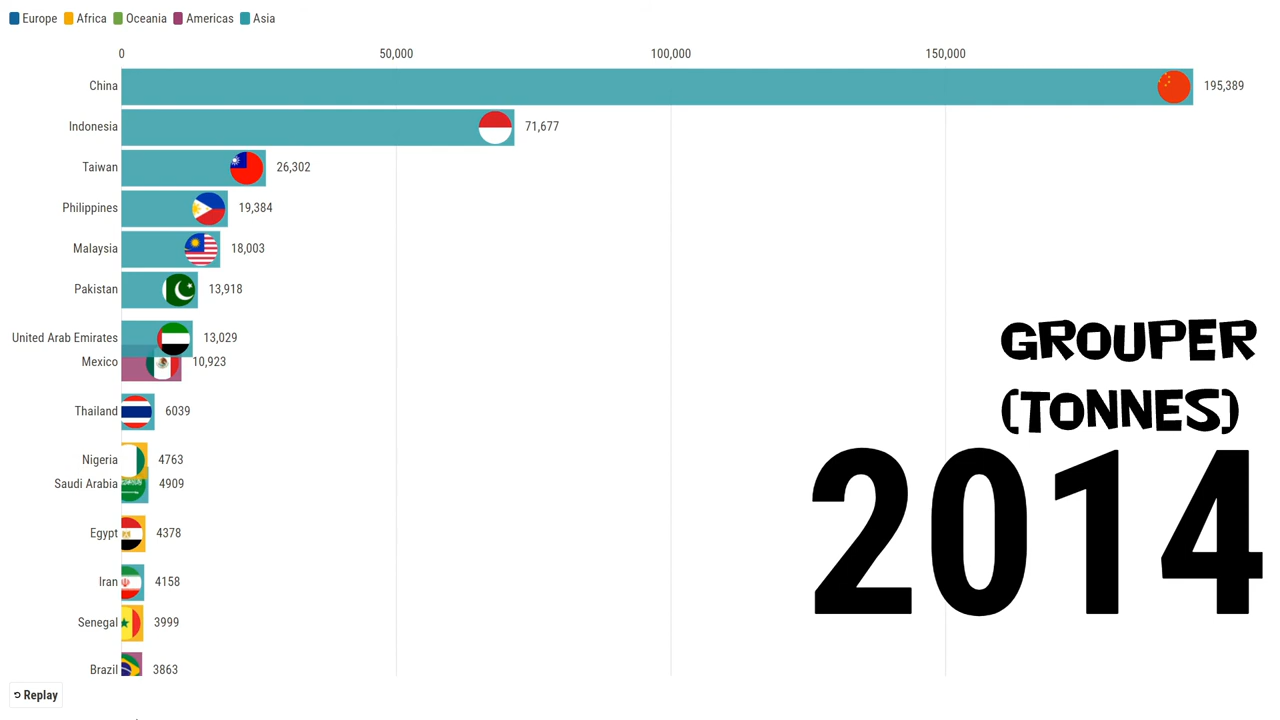 Europe Africa Oceania Americas Asia
0 50,000 100,000 150,000
China 195,389
Indonesia 71,677
Taiwan 26,302
Philippines 19,384
Malaysia 18,003
Pakistan 13,918
United Arab Emirates 13,029
Mexico 10,923
Thailand 6039
Nigeria 4763
Saudi Arabia 4909
Egypt 4378
Iran 4158
Senegal 3999
Brazil 3863
GROUPER
(TONNES)
2014
Replay